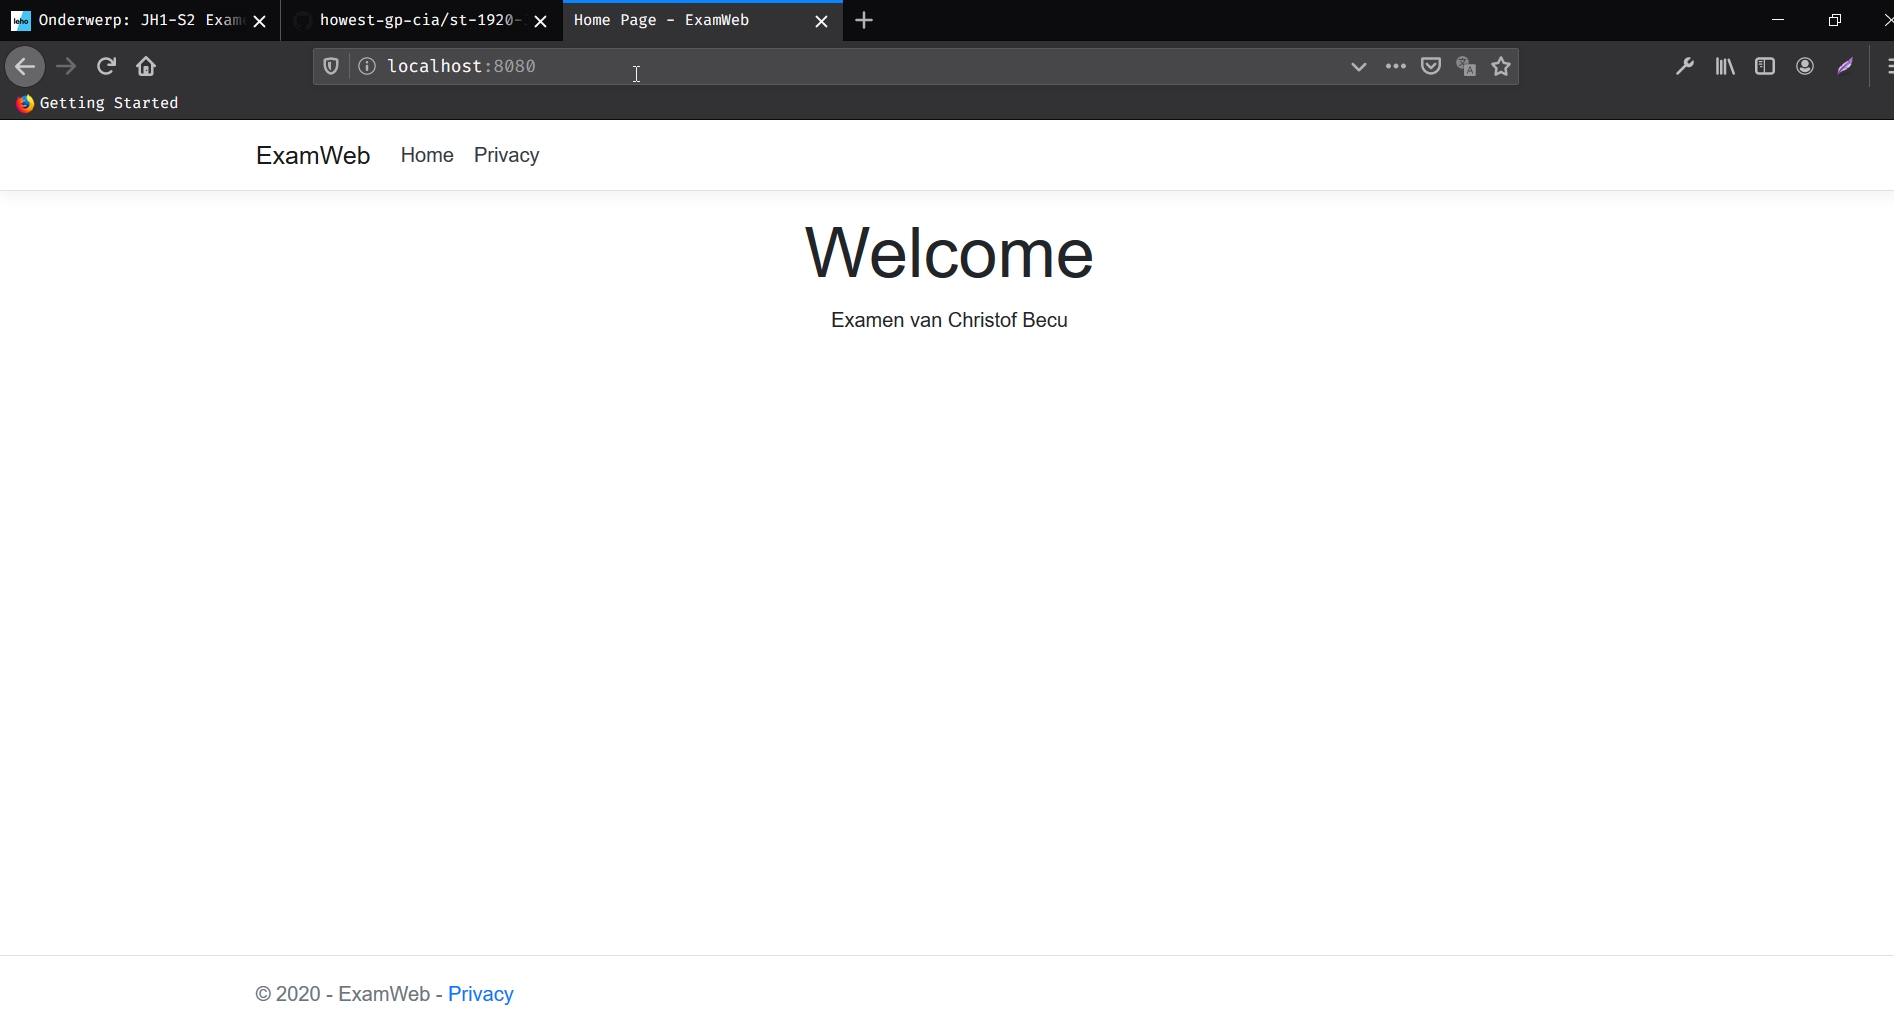 leho Onderwerp: JH1-S2 Exam
howest-gp-cia/st-1920-
Home Page - ExamWeb
localhost:8080
Getting Started
ExamWeb Home Privacy
Welcome
Examen van Christof Becu
© 2020 - ExamWeb - Privacy